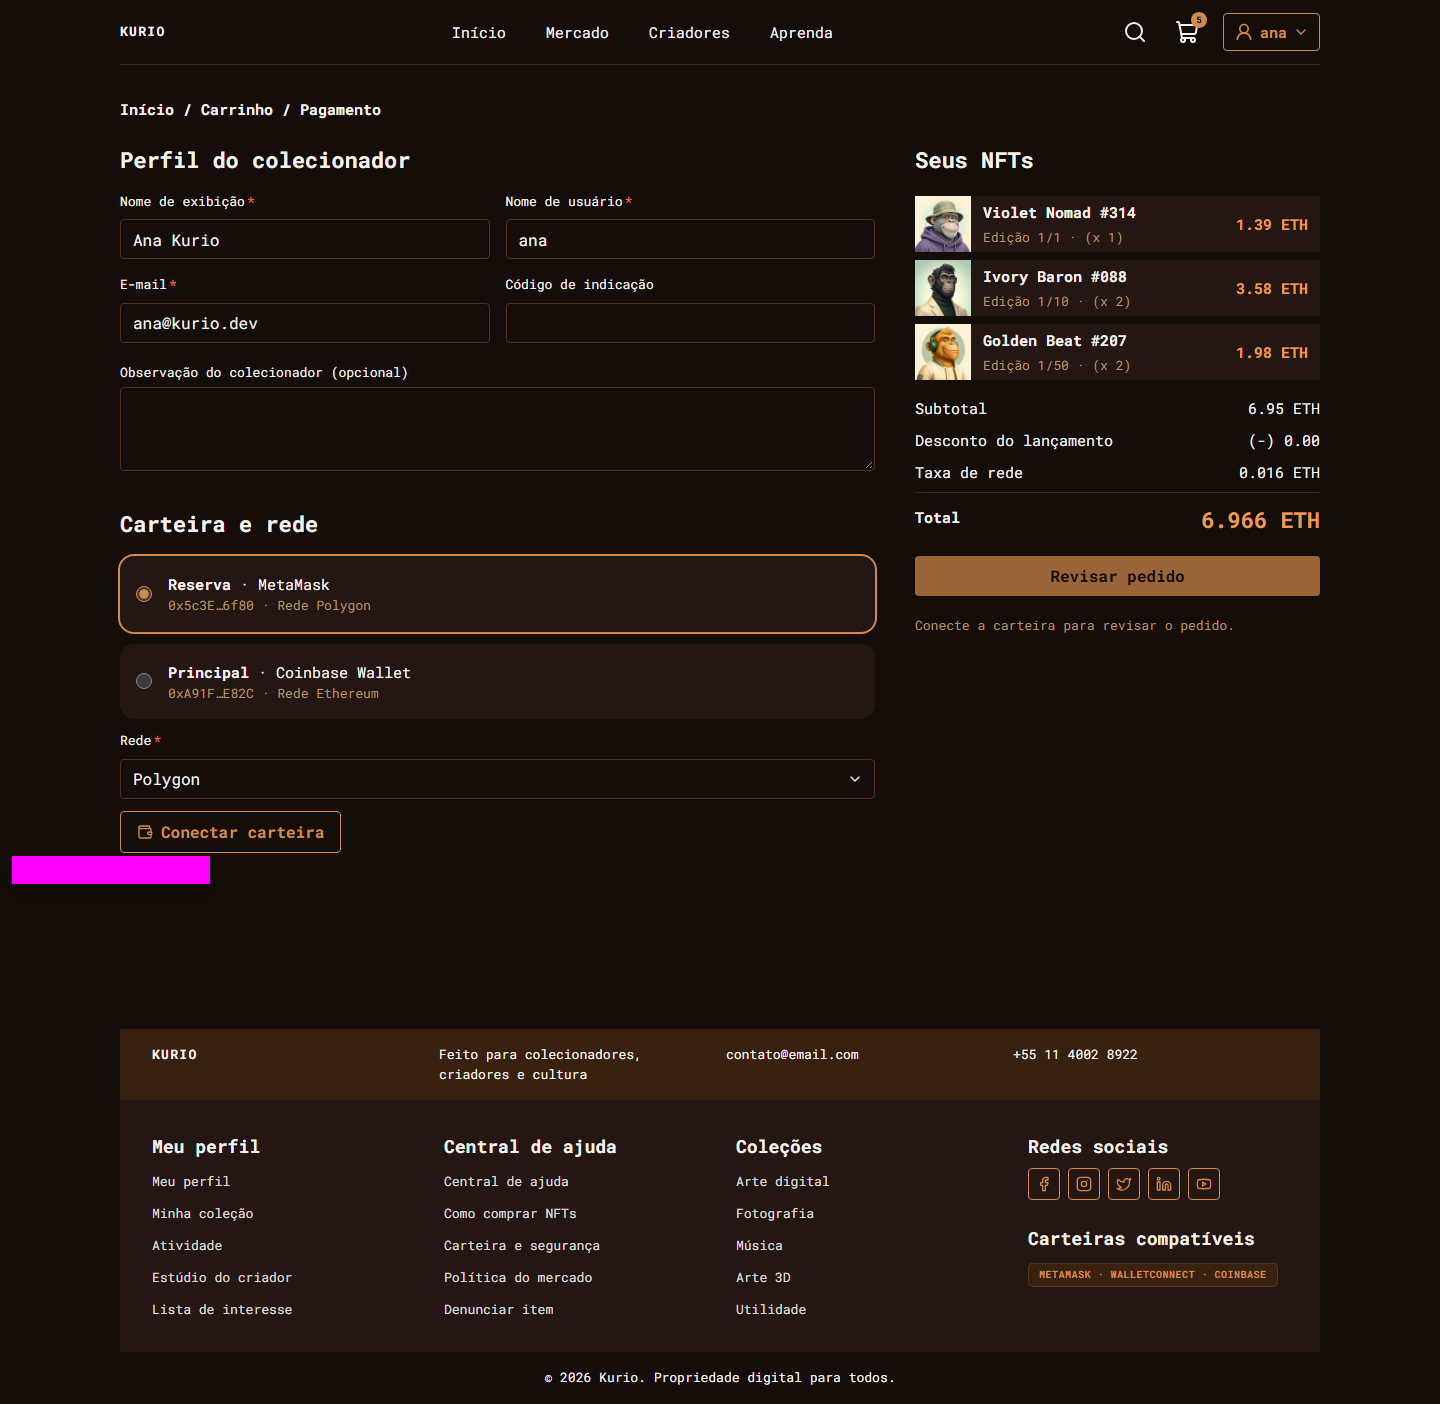 KURIO
Início
Mercado
Criadores
Aprenda
5
ana
Início / Carrinho / Pagamento
Perfil do colecionador
Nome de exibição*
Nome de usuário*
Ana Kurio
ana
E-mail*
Código de indicação
ana@kurio.dev
Observação do colecionador (opcional)
Carteira e rede
Reserva · MetaMask
0x5c3E…6f80 · Rede Polygon
Principal · Coinbase Wallet
0xA91F…E82C · Rede Ethereum
Rede*
Polygon
Conectar carteira
Seus NFTs
Violet Nomad #314
Edição 1/1 · (x 1)
1.39 ETH
Ivory Baron #088
Edição 1/10 · (x 2)
3.58 ETH
Golden Beat #207
Edição 1/50 · (x 2)
1.98 ETH
Subtotal
6.95 ETH
Desconto do lançamento
(-) 0.00
Taxa de rede
0.016 ETH
Total
6.966 ETH
Revisar pedido
Conecte a carteira para revisar o pedido.
KURIO
Feito para colecionadores,
criadores e cultura
contato@email.com
+55 11 4002 8922
Meu perfil
Meu perfil
Minha coleção
Atividade
Estúdio do criador
Lista de interesse
Central de ajuda
Central de ajuda
Como comprar NFTs
Carteira e segurança
Política do mercado
Denunciar item
Coleções
Arte digital
Fotografia
Música
Arte 3D
Utilidade
Redes sociais
Carteiras compatíveis
METAMASK · WALLETCONNECT · COINBASE
© 2026 Kurio. Propriedade digital para todos.